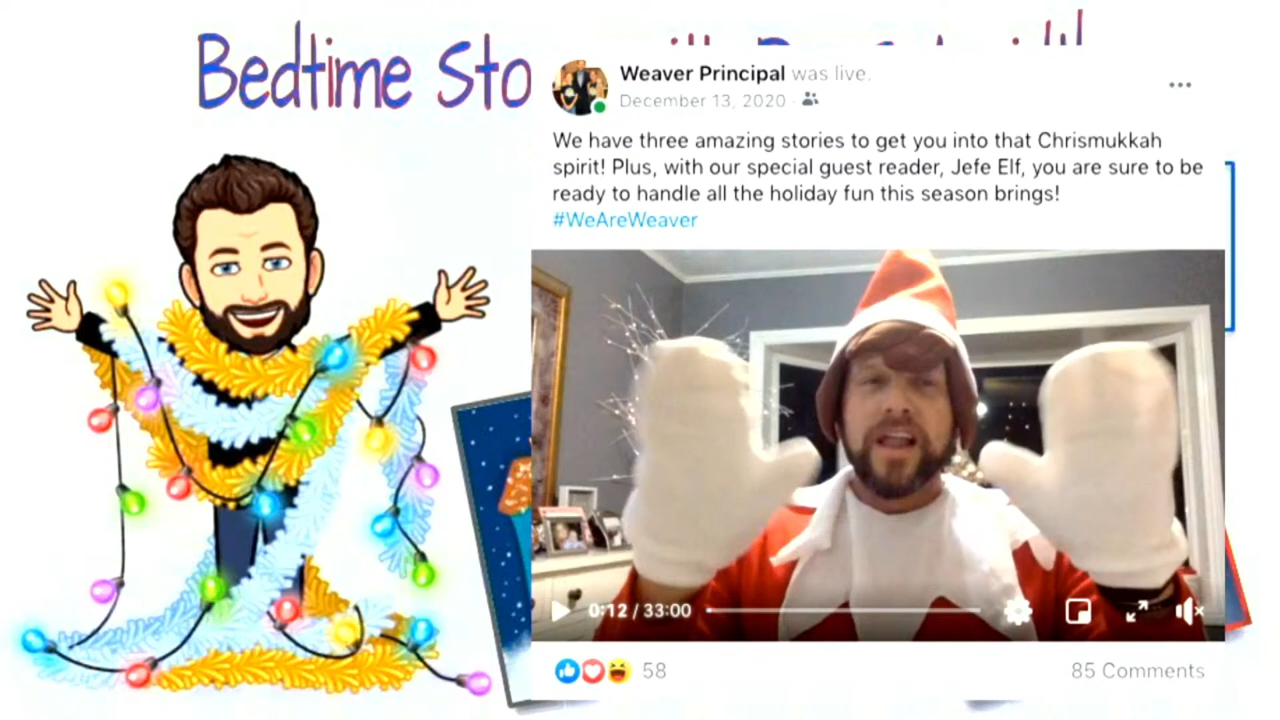 Bedtime Sto
Weaver Principal was live.
December 13, 2020 ·
We have three amazing stories to get you into that Chrismukkah
spirit! Plus, with our special guest reader, Jefe Elf, you are sure to be
ready to handle all the holiday fun this season brings!
#WeAreWeaver
0:12 / 33:00
58
85 Comments